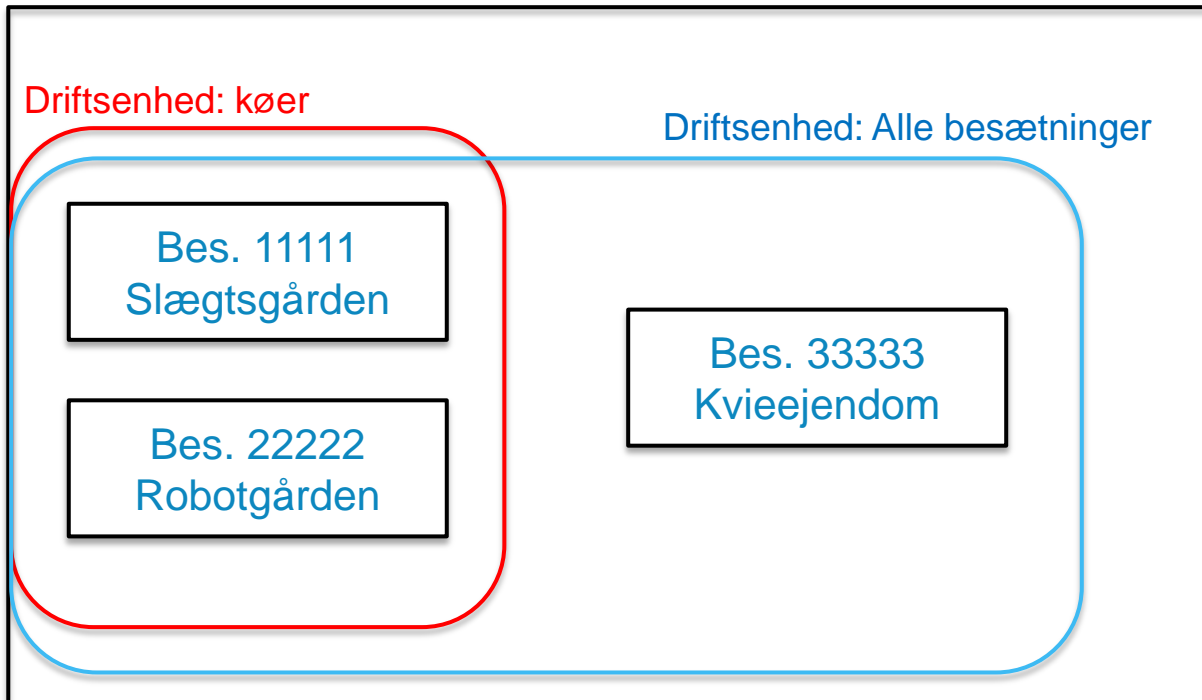 Driftsenhed: køer
Driftsenhed: Alle besætninger
Bes. 11111
Slægtsgården
Bes. 33333
Kvieejendom
Bes. 22222
Robotgården